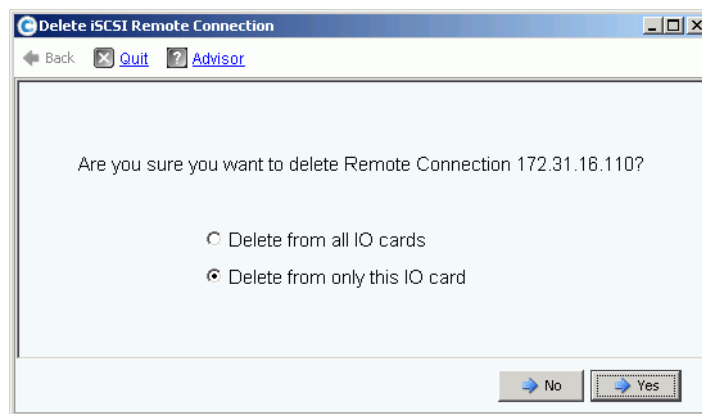 Delete iSCSI Remote Connection
Back Quit Advisor
Are you sure you want to delete Remote Connection 172.31.16.110?
Delete from all IO cards
Delete from only this IO card
No Yes